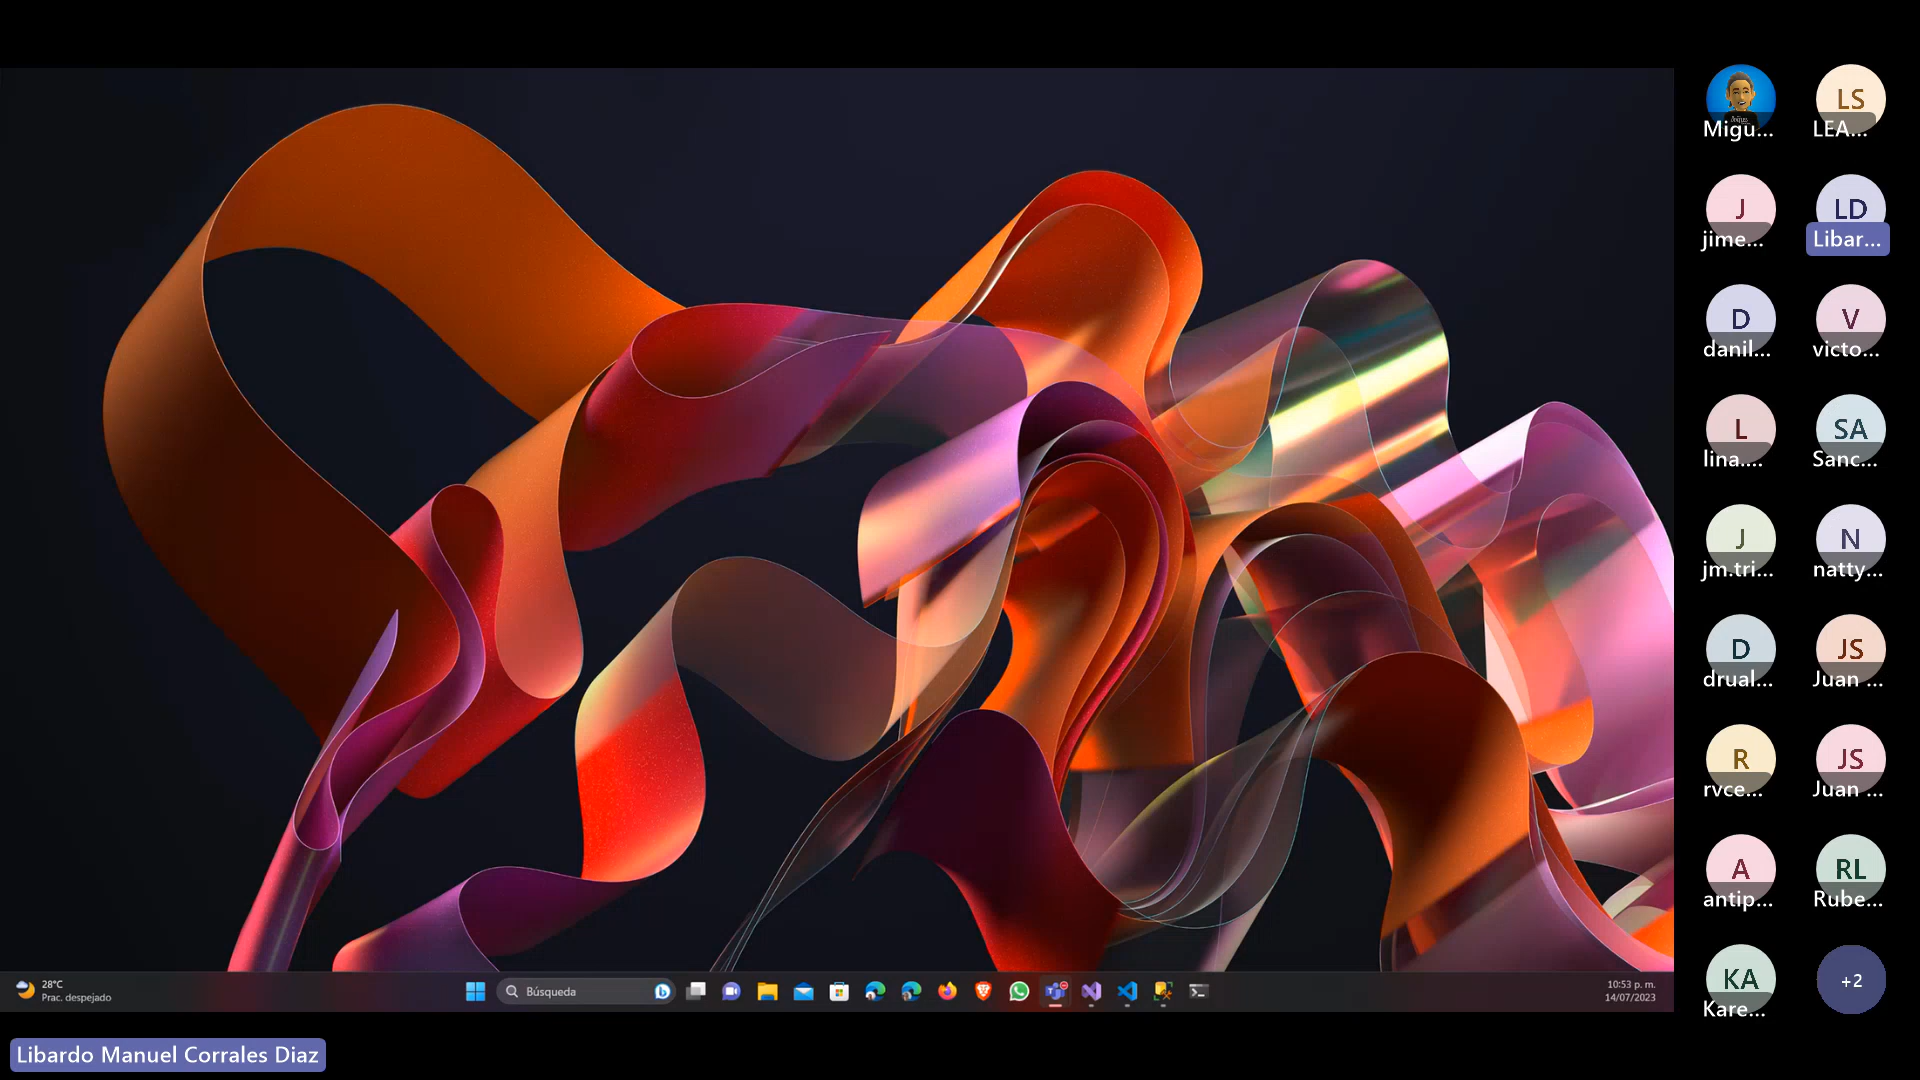 Migu...
LS
LEA...
J
jime...
LD
Libar...
D
danil...
V
victo...
L
lina....
SA
Sanc...
J
jm.tri...
N
natty...
D
drual...
JS
Juan ...
R
rvce...
JS
Juan ...
A
antip...
RL
Rube...
KA
Kare...
+2
28°C
Prac. despejado
Búsqueda
10:53 p. m.
14/07/2023
Libardo Manuel Corrales Diaz